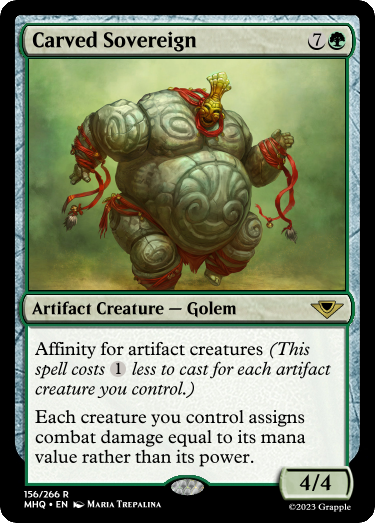 Carved Sovereign 7
Artifact Creature — Golem
Affinity for artifact creatures (This
spell costs 1 less to cast for each artifact
creature you control.)
Each creature you control assigns
combat damage equal to its mana
value rather than its power.
4/4
156/266 R
MHQ • EN Maria Trepalina
©2023 Grapple